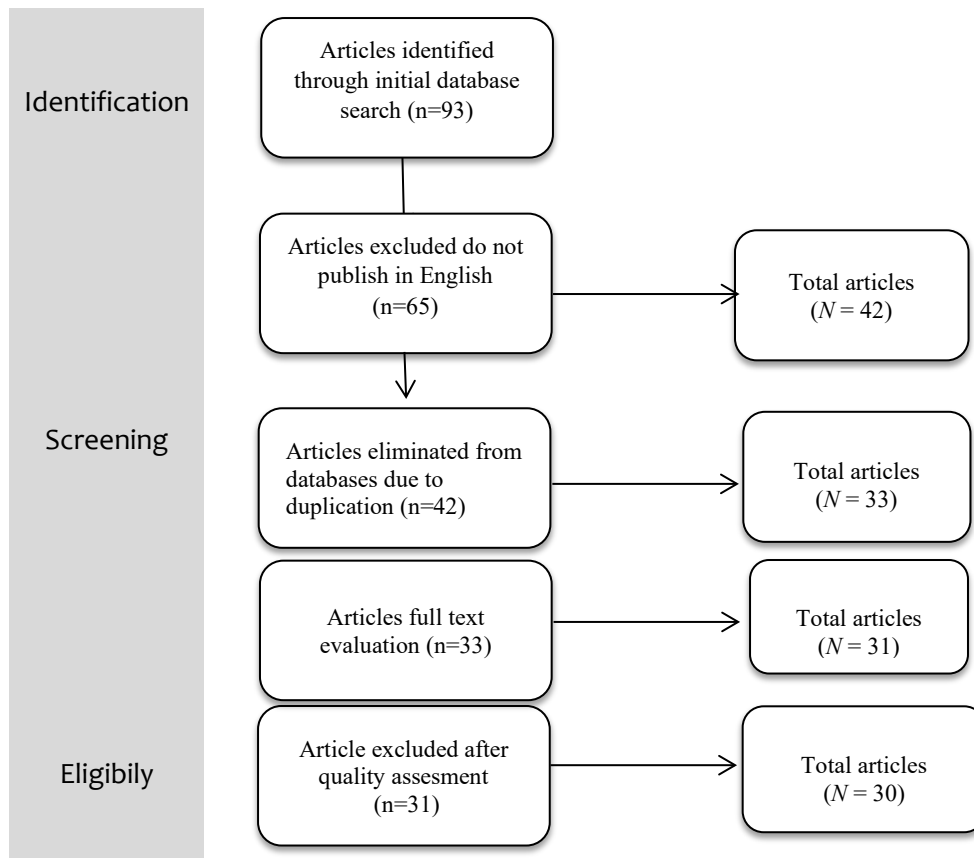 Identification
Articles identified
through initial database
search (n=93)
Articles excluded do not
publish in English
(n=65)
Total articles
(N = 42)
Screening
Articles eliminated from
databases due to
duplication (n=42)
Total articles
(N = 33)
Articles full text
evaluation (n=33)
Total articles
(N = 31)
Eligibily
Article excluded after
quality assesment
(n=31)
Total articles
(N = 30)